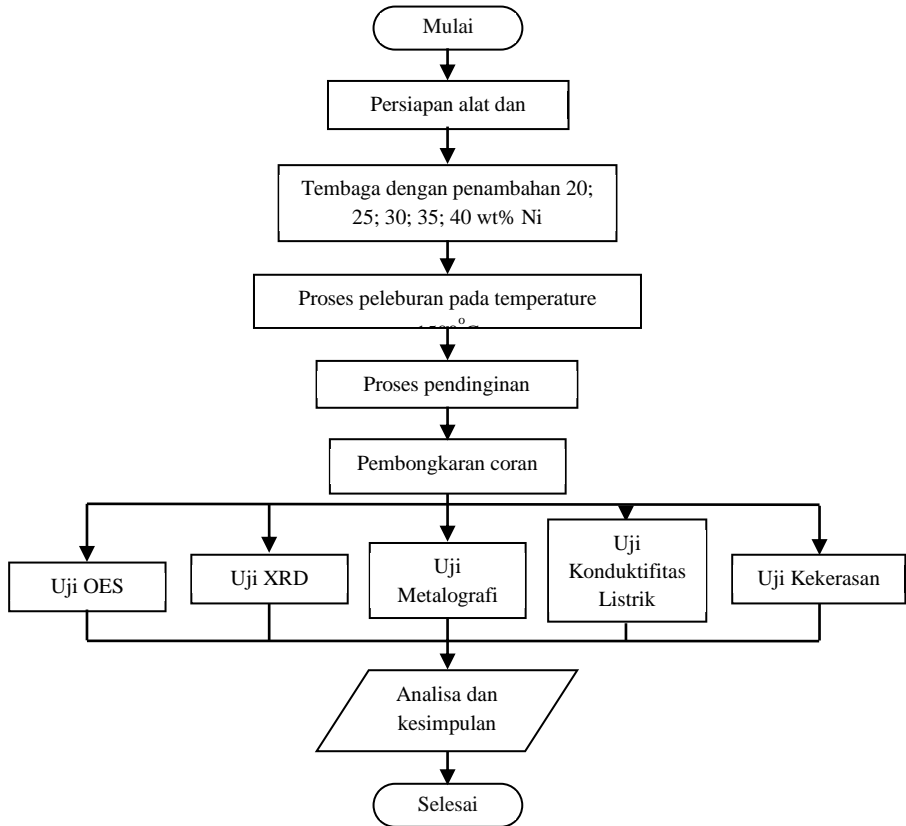 Mulai
Persiapan alat dan
Tembaga dengan penambahan 20;
25; 30; 35; 40 wt% Ni
Proses peleburan pada temperature
Proses pendinginan
Pembongkaran coran
Uji OES
Uji XRD
Uji
Metalografi
Uji
Konduktifitas
Listrik
Uji Kekerasan
Analisa dan
kesimpulan
Selesai